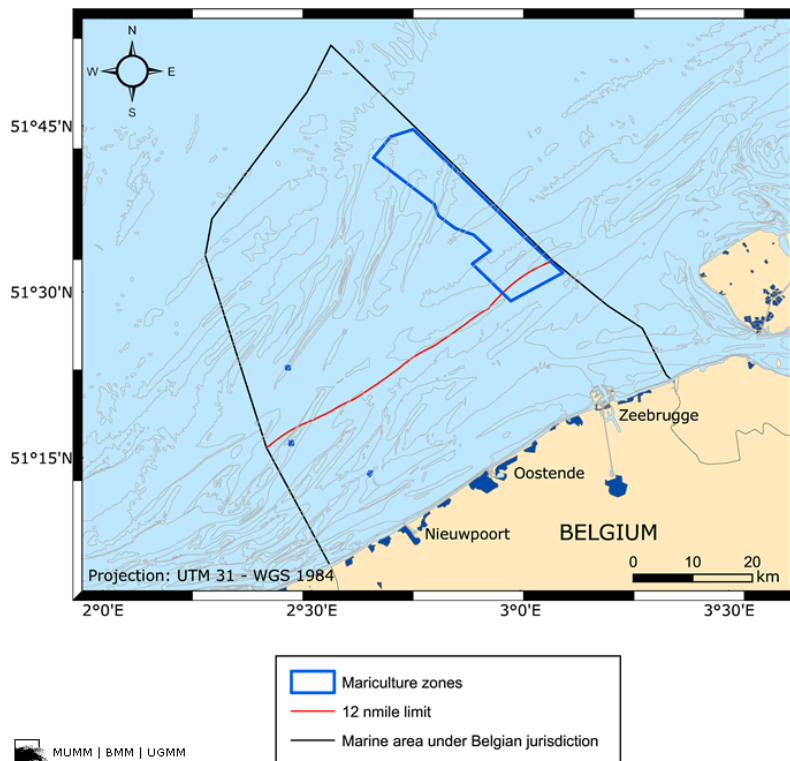 N
W E
S
51°45'N
51°30'N
51°15'N
Zeebrugge
Oostende
Nieuwpoort
BELGIUM
Projection: UTM 31 - WGS 1984
0 10 20
km
2°0'E 2°30'E 3°0'E 3°30'E
Mariculture zones
12 nmile limit
Marine area under Belgian jurisdiction
MUMM | BMM | UGMM